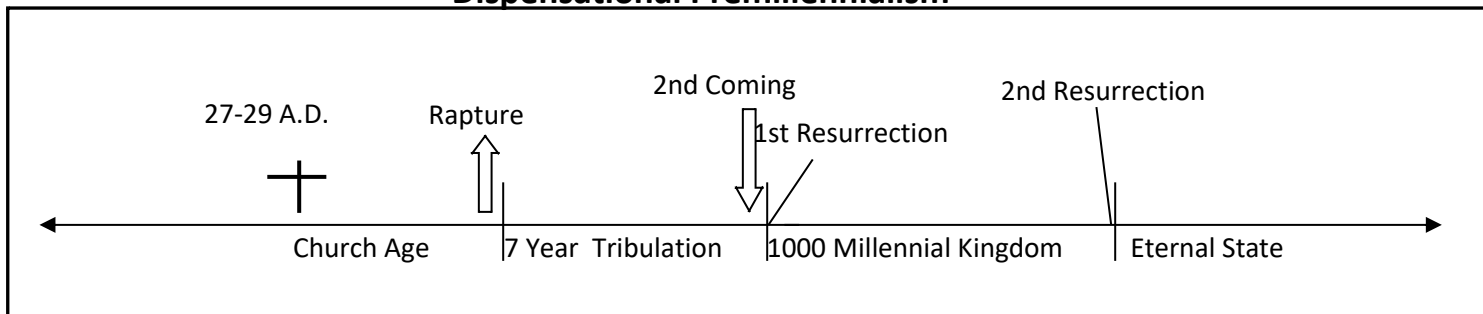 Dispensational Premillennialism
2nd Coming
2nd Resurrection
27-29 A.D.
Rapture
1st Resurrection
Church Age
7 Year Tribulation
1000 Millennial Kingdom
Eternal State